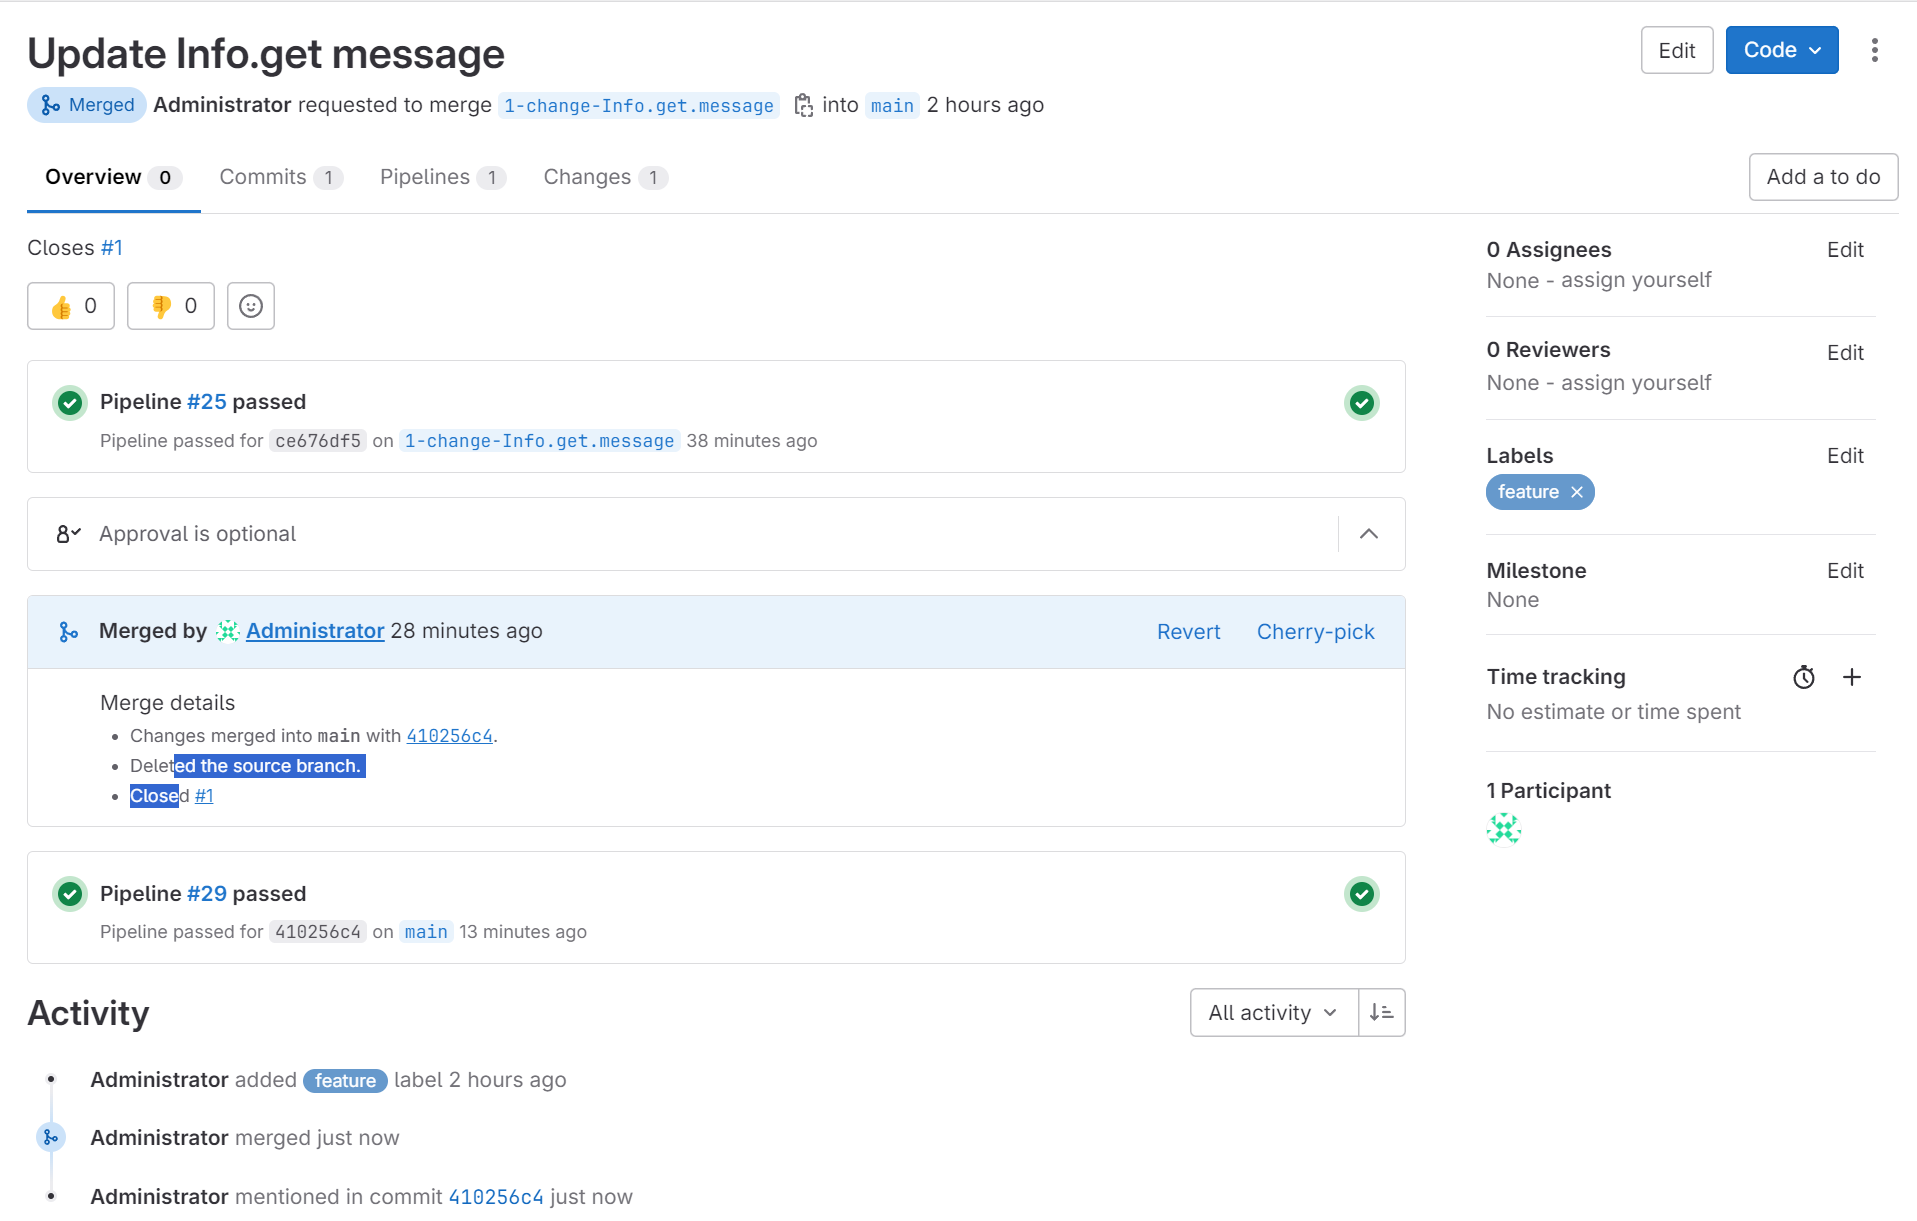 Update Info.get message
Edit
Code
Merged Administrator requested to merge 1-change-Info.get.message into main 2 hours ago
Overview 0 Commits 1 Pipelines 1 Changes 1
Add a to do
Closes #1
0 0
Pipeline #25 passed
Pipeline passed for ce676df5 on 1-change-Info.get.message 38 minutes ago
Approval is optional
Merged by Administrator 28 minutes ago
Revert Cherry-pick
Merge details
Changes merged into main with 410256c4.
Deleted the source branch.
Closed #1
Pipeline #29 passed
Pipeline passed for 410256c4 on main 13 minutes ago
Activity
All activity
Administrator added feature label 2 hours ago
Administrator merged just now
Administrator mentioned in commit 410256c4 just now
0 Assignees Edit
None - assign yourself
0 Reviewers Edit
None - assign yourself
Labels Edit
feature
Milestone Edit
None
Time tracking
No estimate or time spent
1 Participant